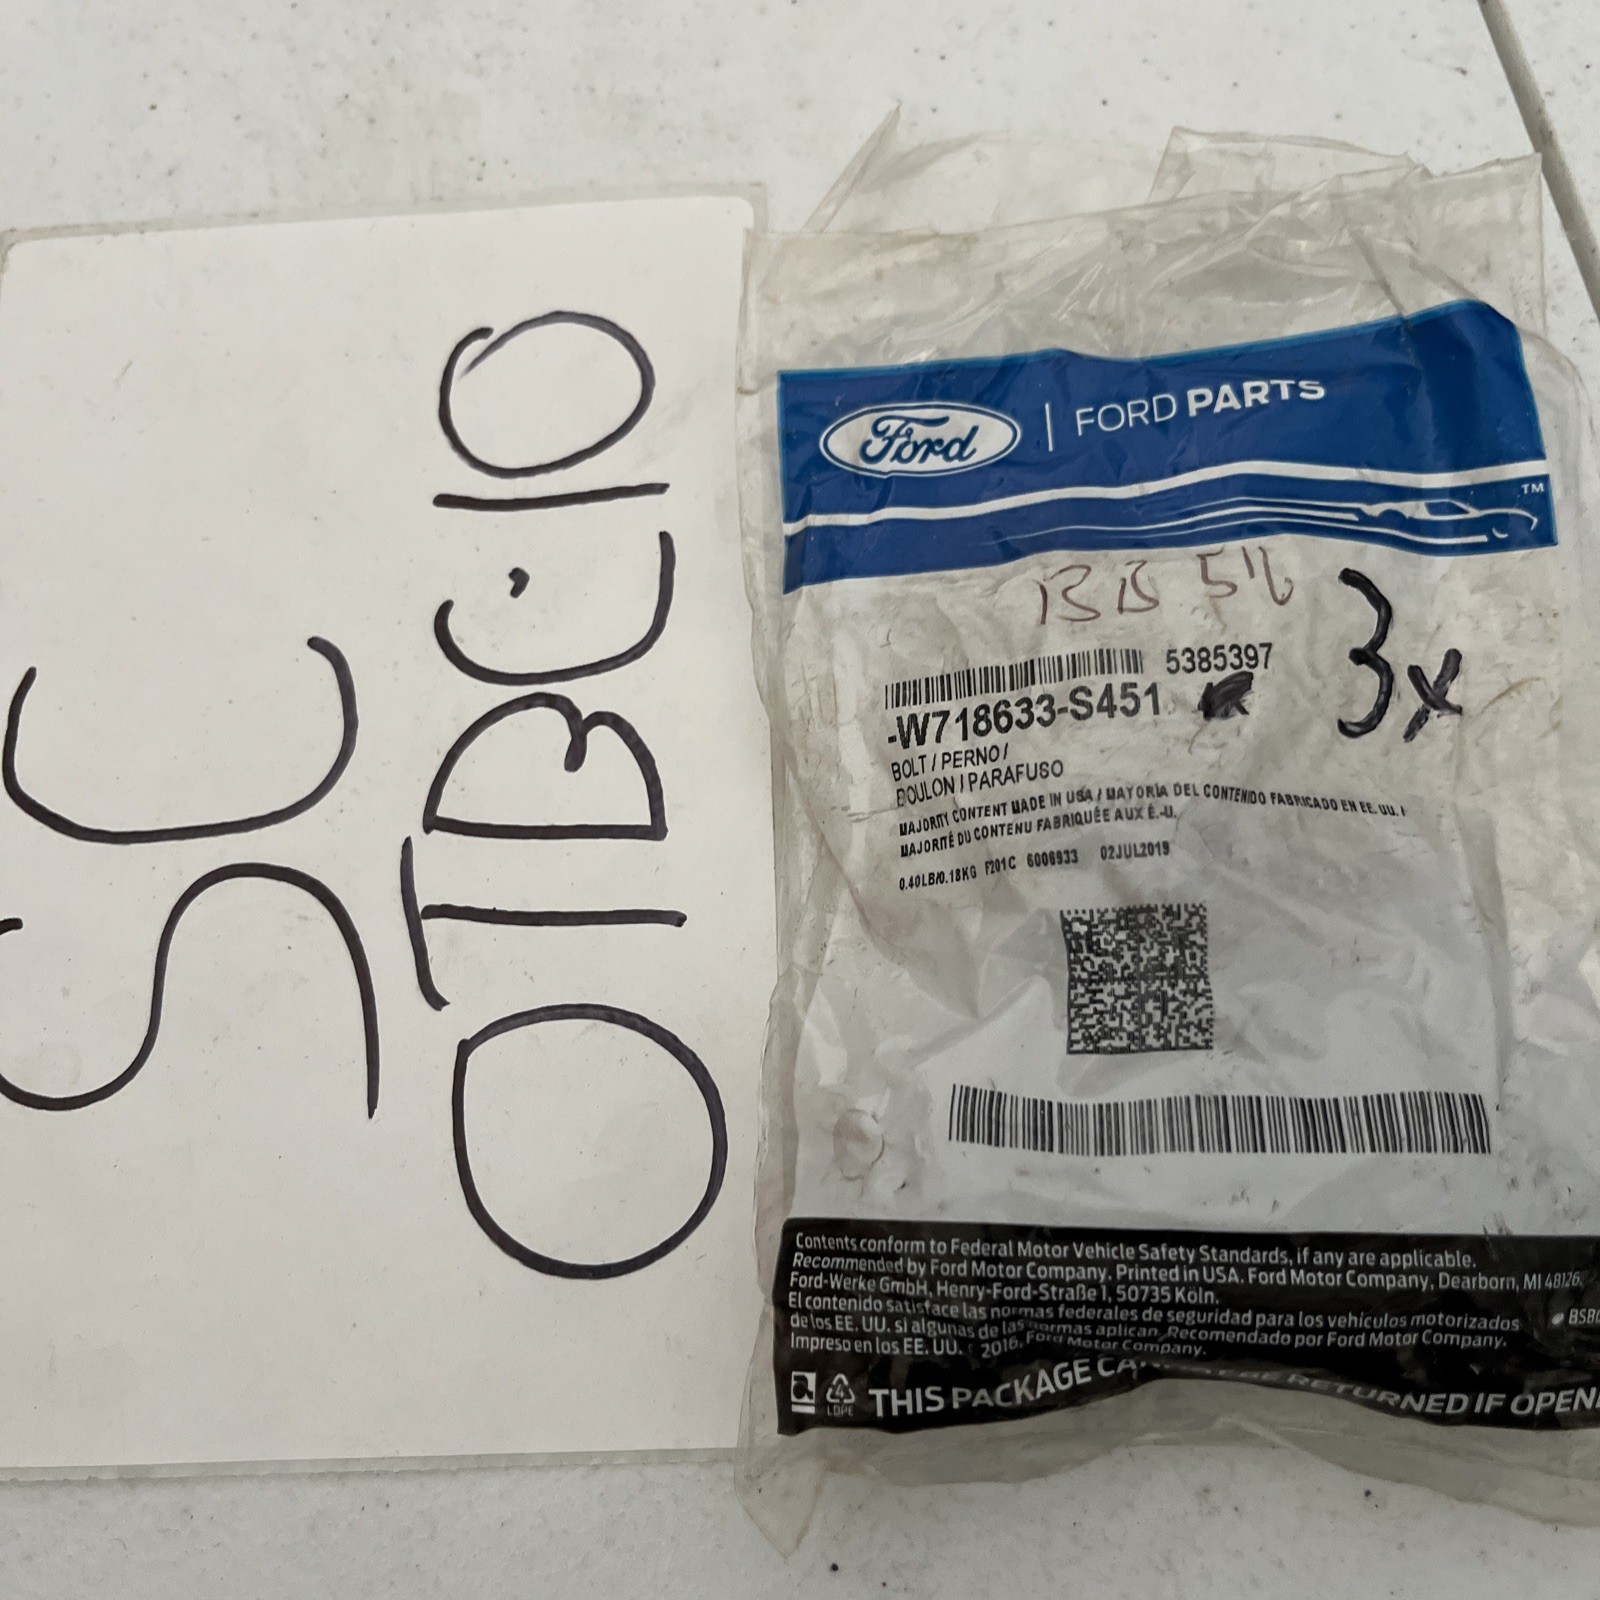 SC
OTBC10
Ford | FORD PARTS
TM
5385397
3x
-W718633-S451
BOLT / PERNO /
BOULON / PARAFUSO
MAJORITY CONTENT MADE IN USA / MAYORIA DEL CONTENIDO FABRICADO EN EE. UU. /
MAJORITÉ DU CONTENU FABRIQUÉE AUX É.-U.
0.40LB/0.18KG F201C 6006933 02JUL2019
Contents conform to Federal Motor Vehicle Safety Standards, if any are applicable.
Recommended by Ford Motor Company. Printed in USA. Ford Motor Company, Dearborn, MI 48126.
Ford-Werke GmbH, Henry-Ford-Straße 1, 50735 Köln.
El contenido satisface las normas federales de seguridad para los vehículos motorizados
de los EE. UU. si algunas de las normas aplican. Recomendado por Ford Motor Company.
Impreso en los EE. UU. 2016, Ford Motor Company.
4
LDPE
THIS PACKAGE RETURNED IF